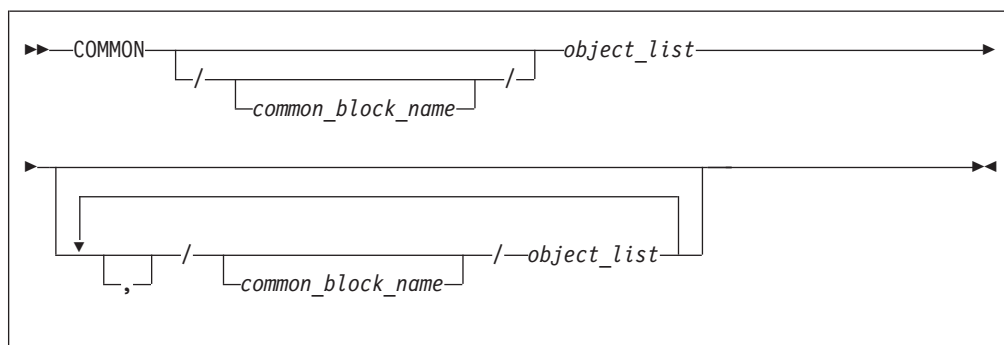 COMMON object_list
/ /
common_block_name
/ / object_list
, common_block_name